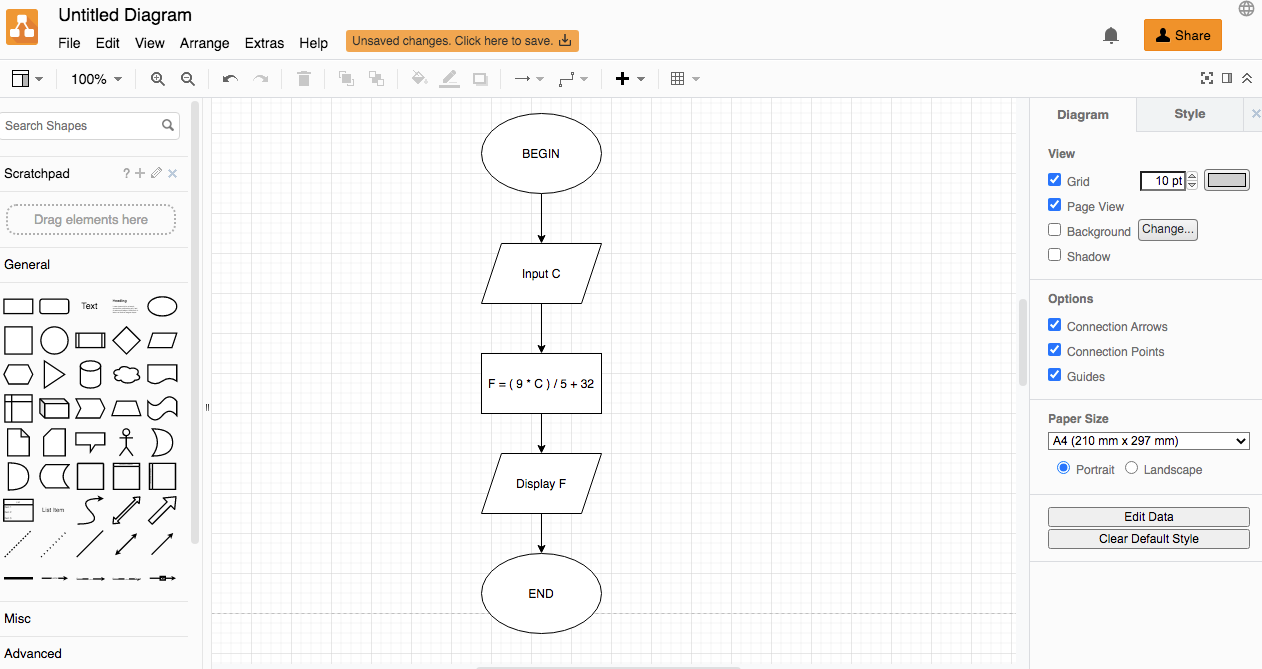 Untitled Diagram
File Edit View Arrange Extras Help
Unsaved changes. Click here to save.
Share
100%
Search Shapes
Scratchpad
?
Drag elements here
General
Text
Heading
List Item
Misc
Advanced
BEGIN
Input C
F = ( 9 * C ) / 5 + 32
Display F
END
Diagram Style
View
Grid 10 pt
Page View
Background Change...
Shadow
Options
Connection Arrows
Connection Points
Guides
Paper Size
A4 (210 mm x 297 mm)
Portrait Landscape
Edit Data
Clear Default Style